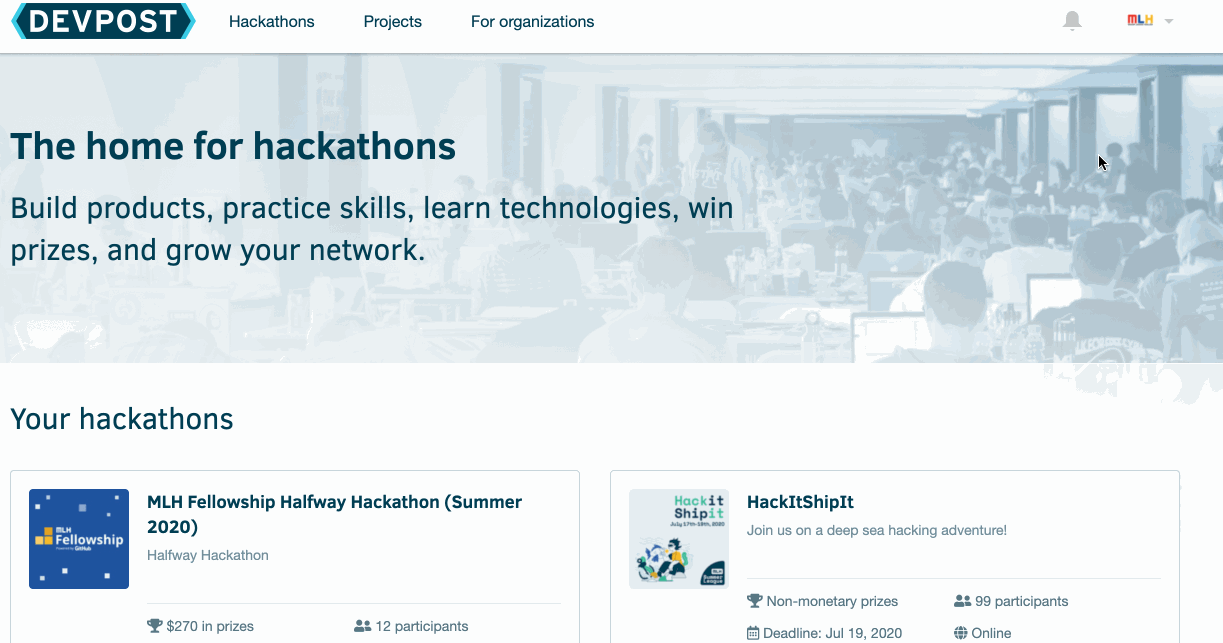 DEVPOST Hackathons Projects For organizations MLH
The home for hackathons
Build products, practice skills, learn technologies, win
prizes, and grow your network.
Your hackathons
MLH
Fellowship
Powered by GitHub
MLH Fellowship Halfway Hackathon (Summer
2020)
Halfway Hackathon
$270 in prizes 12 participants
Hackit
Shipit
July 17th-19th, 2020
MLH
Summer
League
HackItShipIt
Join us on a deep sea hacking adventure!
Non-monetary prizes 99 participants
Deadline: Jul 19, 2020 Online